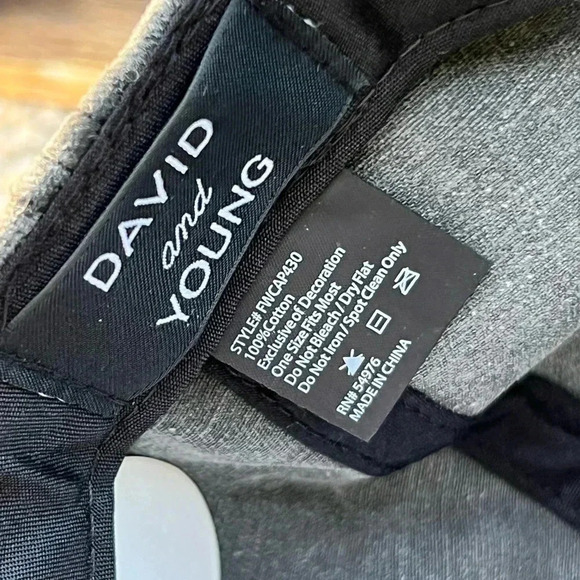 DAVID
and
YOUNG
STYLE# FWCAP430
100%Cotton
Exclusive of Decoration
One Size Fits Most
Do Not Bleach / Dry Flat
Do Not Iron / Spot Clean Only
RN# 54976
MADE IN CHINA